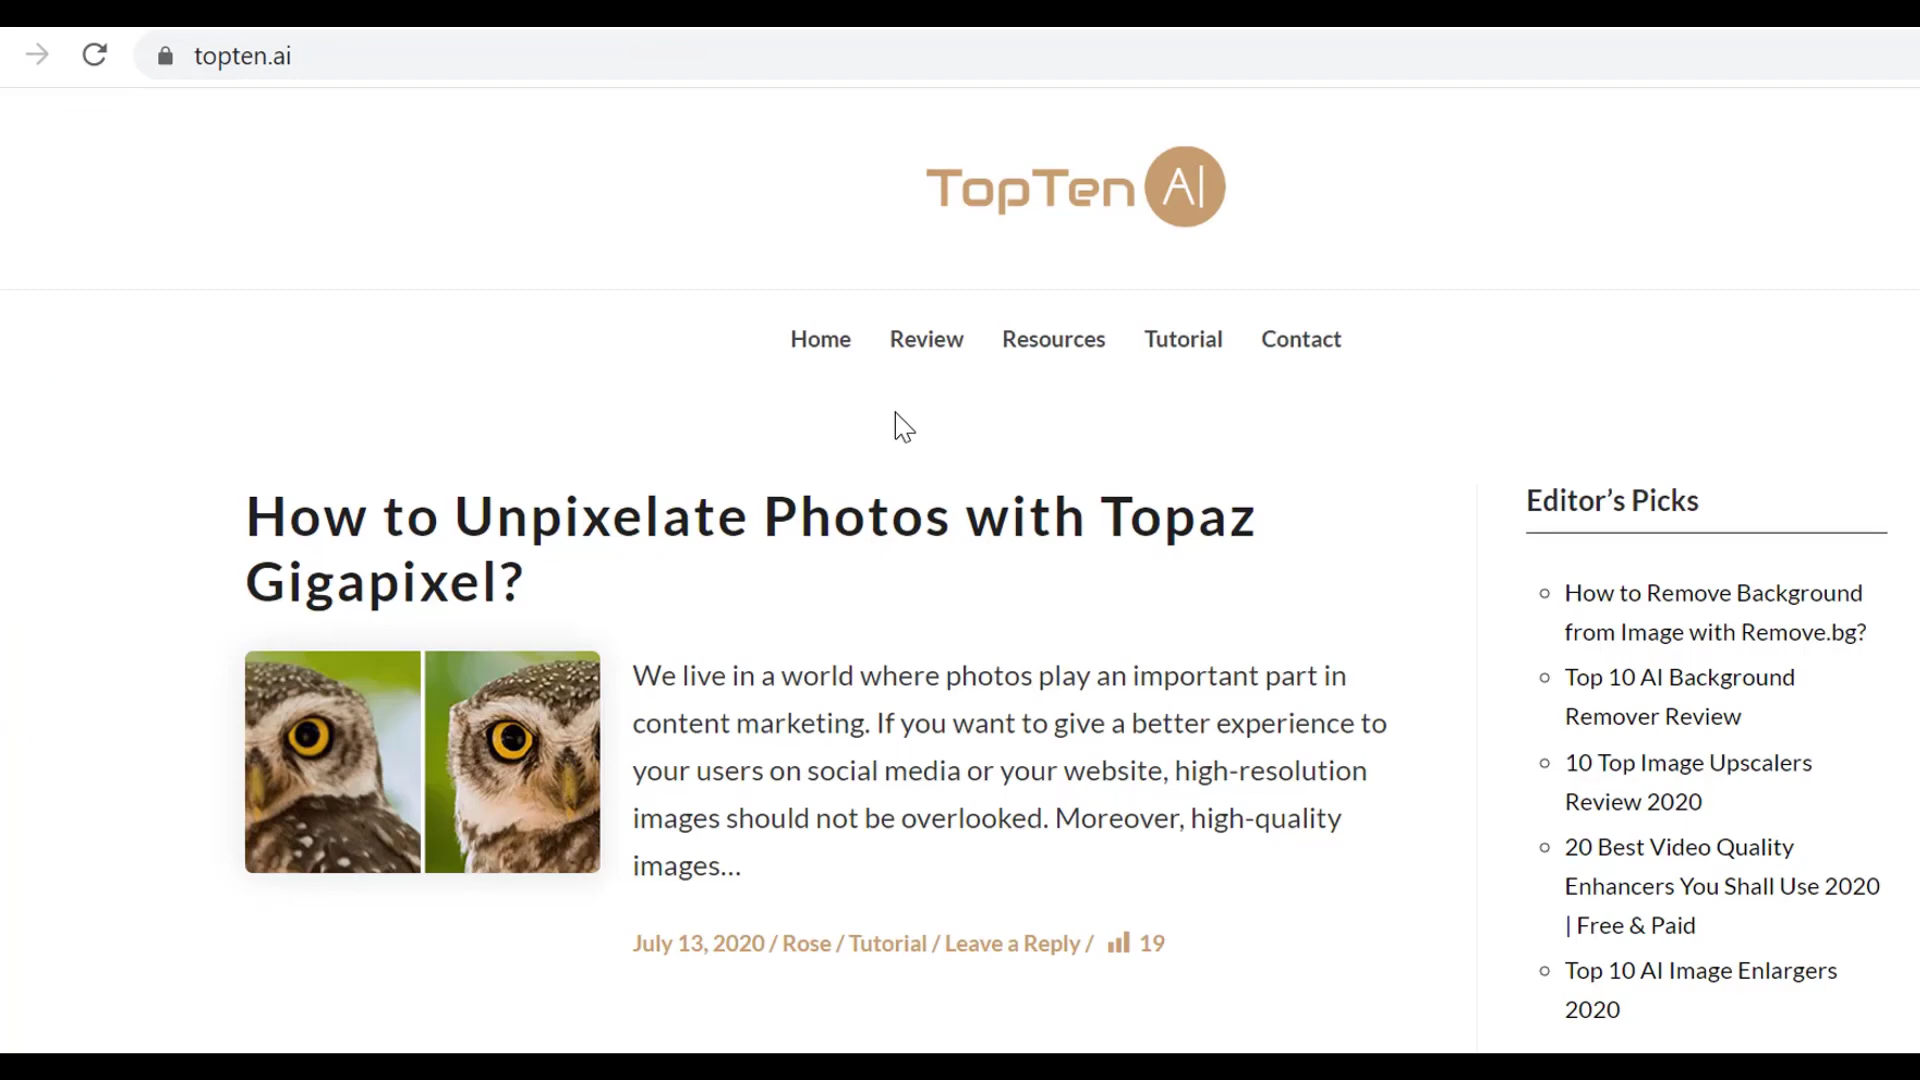 topten.ai
TopTen AI
Home Review Resources Tutorial Contact
How to Unpixelate Photos with Topaz
Gigapixel?
We live in a world where photos play an important part in
content marketing. If you want to give a better experience to
your users on social media or your website, high-resolution
images should not be overlooked. Moreover, high-quality
images...
July 13, 2020 / Rose / Tutorial / Leave a Reply / 19
Editor’s Picks
How to Remove Background
from Image with Remove.bg?
Top 10 AI Background
Remover Review
10 Top Image Upscalers
Review 2020
20 Best Video Quality
Enhancers You Shall Use 2020
| Free & Paid
Top 10 AI Image Enlargers
2020